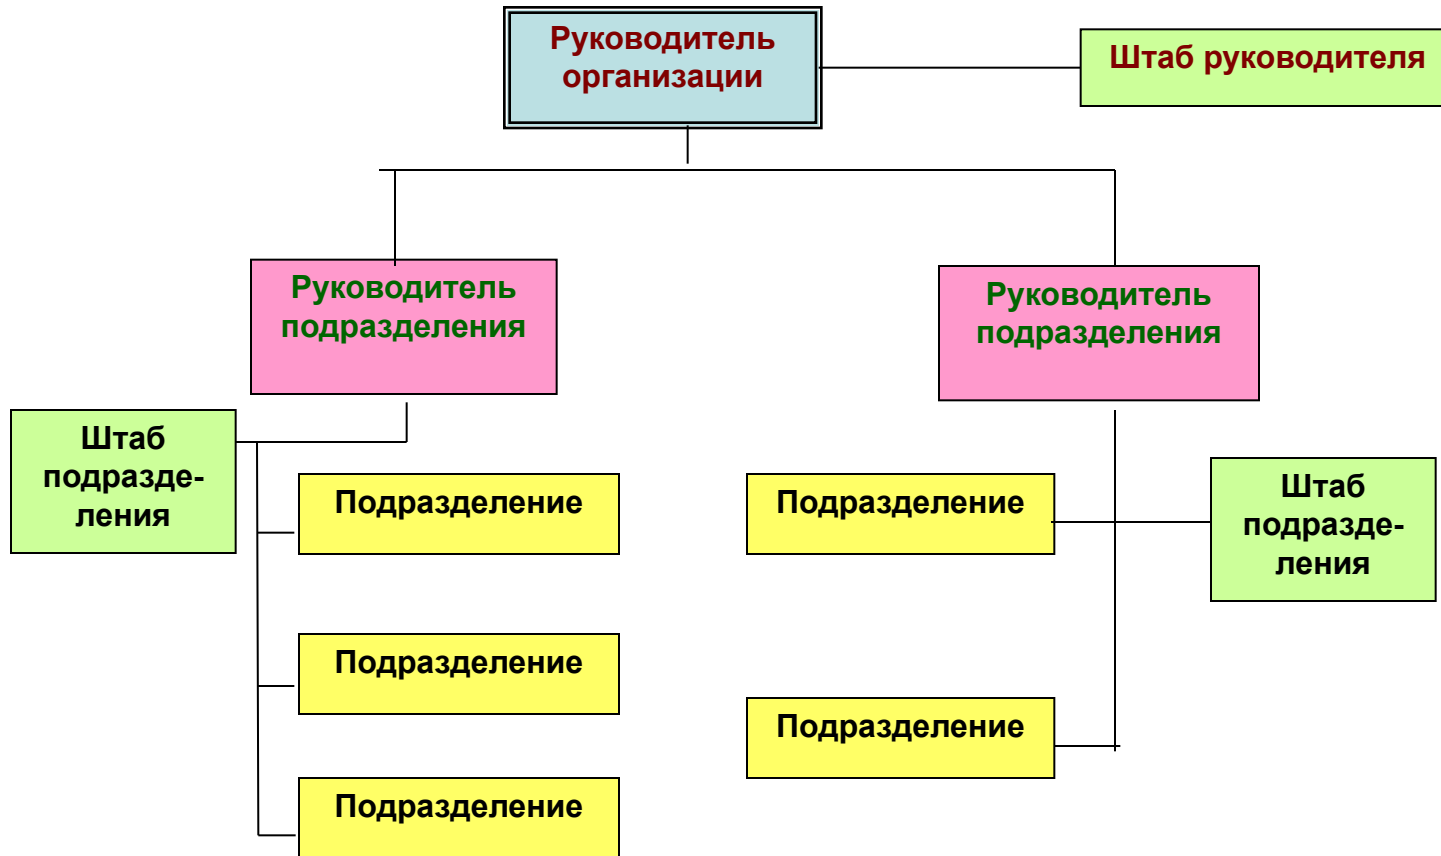 Руководитель
организации
Штаб руководителя
Руководитель
подразделения
Руководитель
подразделения
Штаб
подразде-
ления
Подразделение
Подразделение
Штаб
подразде-
ления
Подразделение
Подразделение
Подразделение